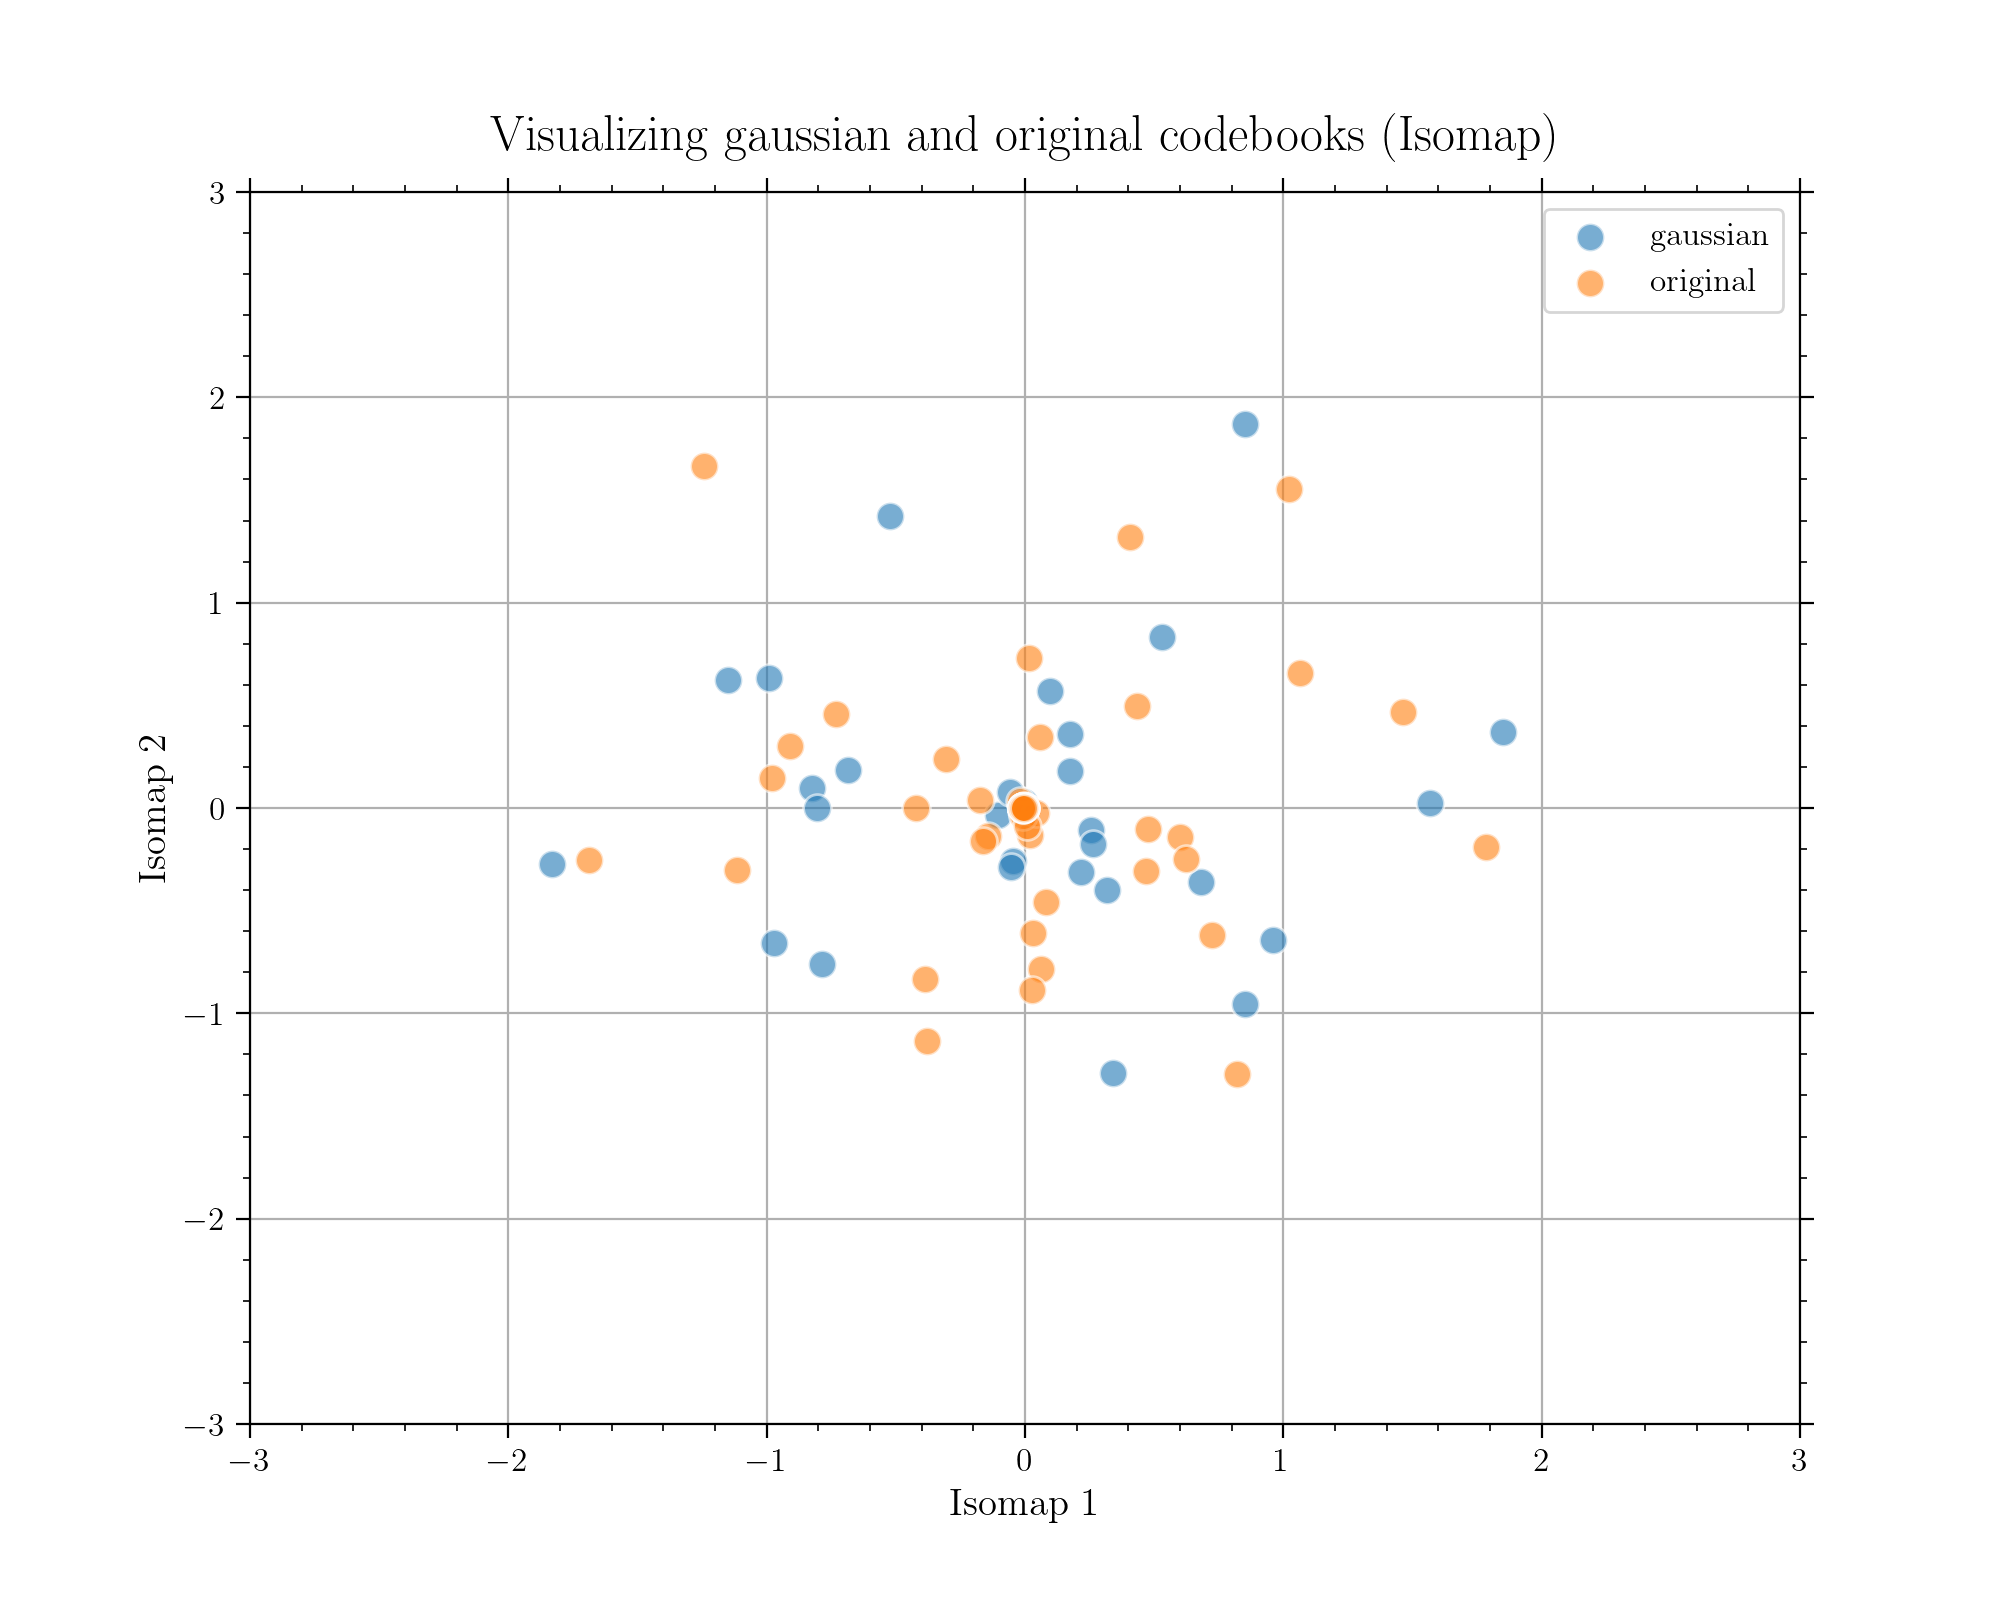 Visualizing gaussian and original codebooks (Isomap)
gaussian
original
3
2
1
0
−1
−2
−3
Isomap 2
−3
−2
−1
0
1
2
3
Isomap 1